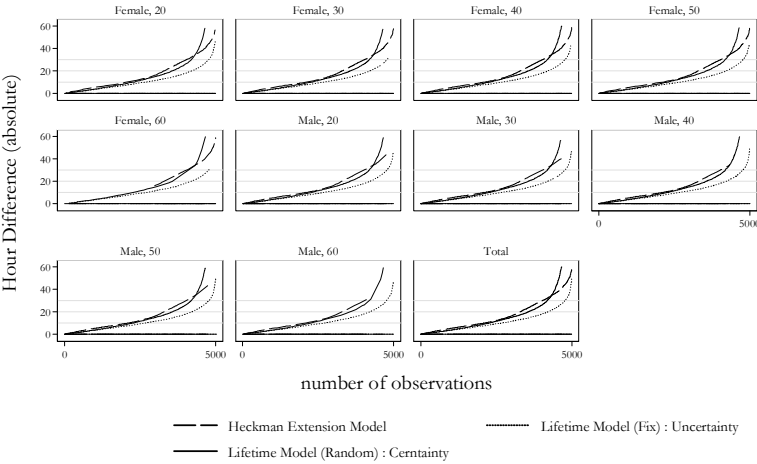 Female, 20 Female, 30 Female, 40 Female, 50
60
40
20
0
Female, 60 Male, 20 Male, 30 Male, 40
60
40
20
0
0 5000
Male, 50 Male, 60 Total
60
40
20
0
0 5000 0 5000 0 5000
Hour Difference (absolute)
number of observations
Heckman Extension Model Lifetime Model (Fix) : Uncertainty
Lifetime Model (Random) : Cerntainty